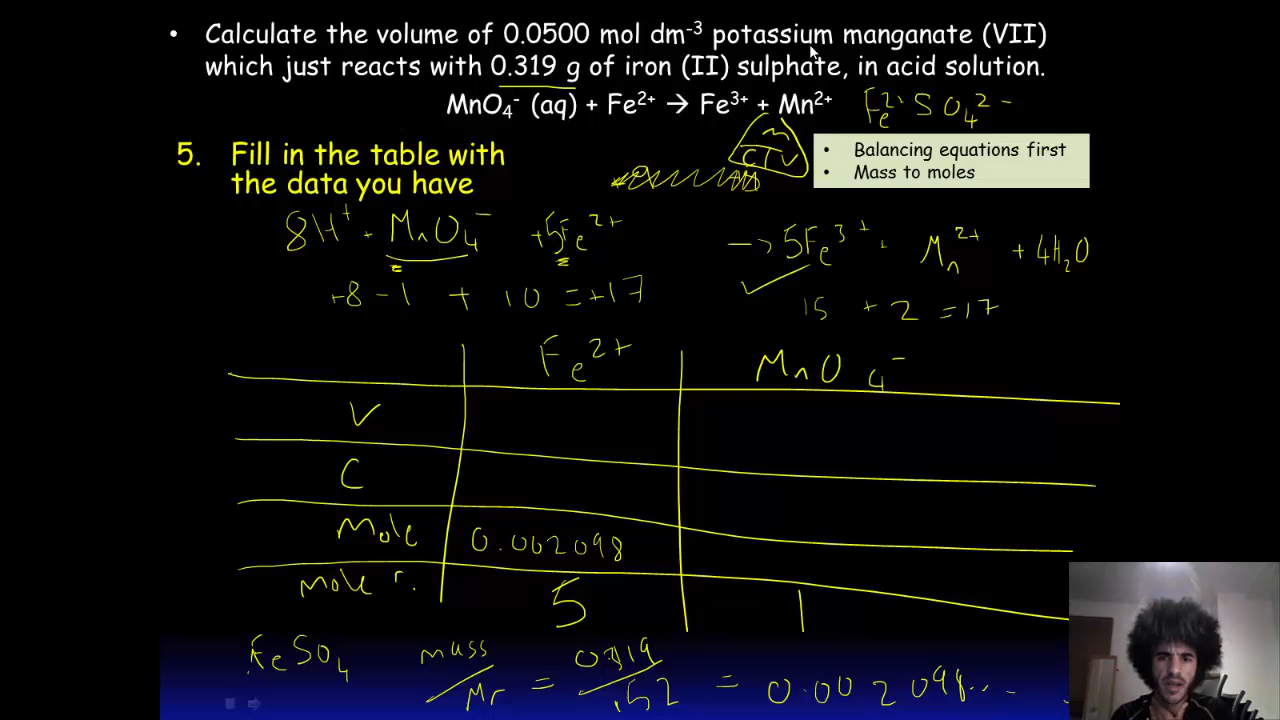 • Calculate the volume of 0.0500 mol dm⁻³ potassium manganate (VII)
which just reacts with 0.319 g of iron (II) sulphate, in acid solution.
MnO₄⁻ (aq) + Fe²⁺ → Fe³⁺ + Mn²⁺
Fe²⁺ SO₄²⁻
m
C T V
• Balancing equations first
• Mass to moles
5. Fill in the table with
the data you have
8H⁺ + MnO₄⁻ + 5Fe²⁺ → 5Fe³⁺ + Mn²⁺ + 4H₂O
+8 - 1 + 10 = +17
15 + 2 = 17
Fe²⁺ MnO₄⁻
V
C
Mole 0.002098
Mole r. 5 1
FeSO₄ mass/Mr = 0.319/152 = 0.002098...